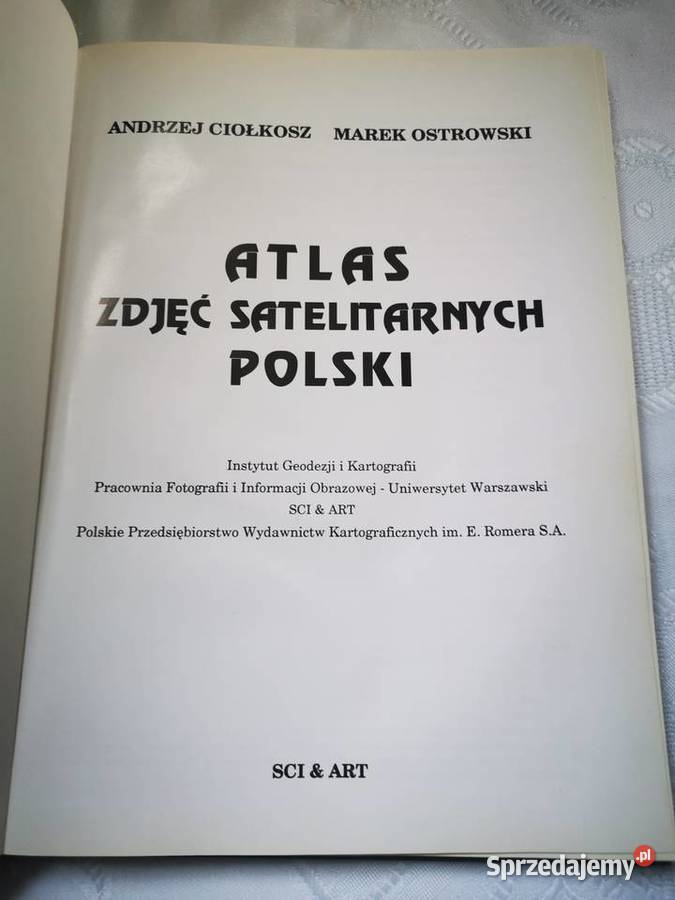 ANDRZEJ CIOŁKOSZ MAREK OSTROWSKI
ATLAS
ZDJĘĆ SATELITARNYCH
POLSKI
Instytut Geodezji i Kartografii
Pracownia Fotografii i Informacji Obrazowej - Uniwersytet Warszawski
SCI & ART
Polskie Przedsiębiorstwo Wydawnictw Kartograficznych im. E. Romera S.A.
SCI & ART
Sprzedajemy.pl